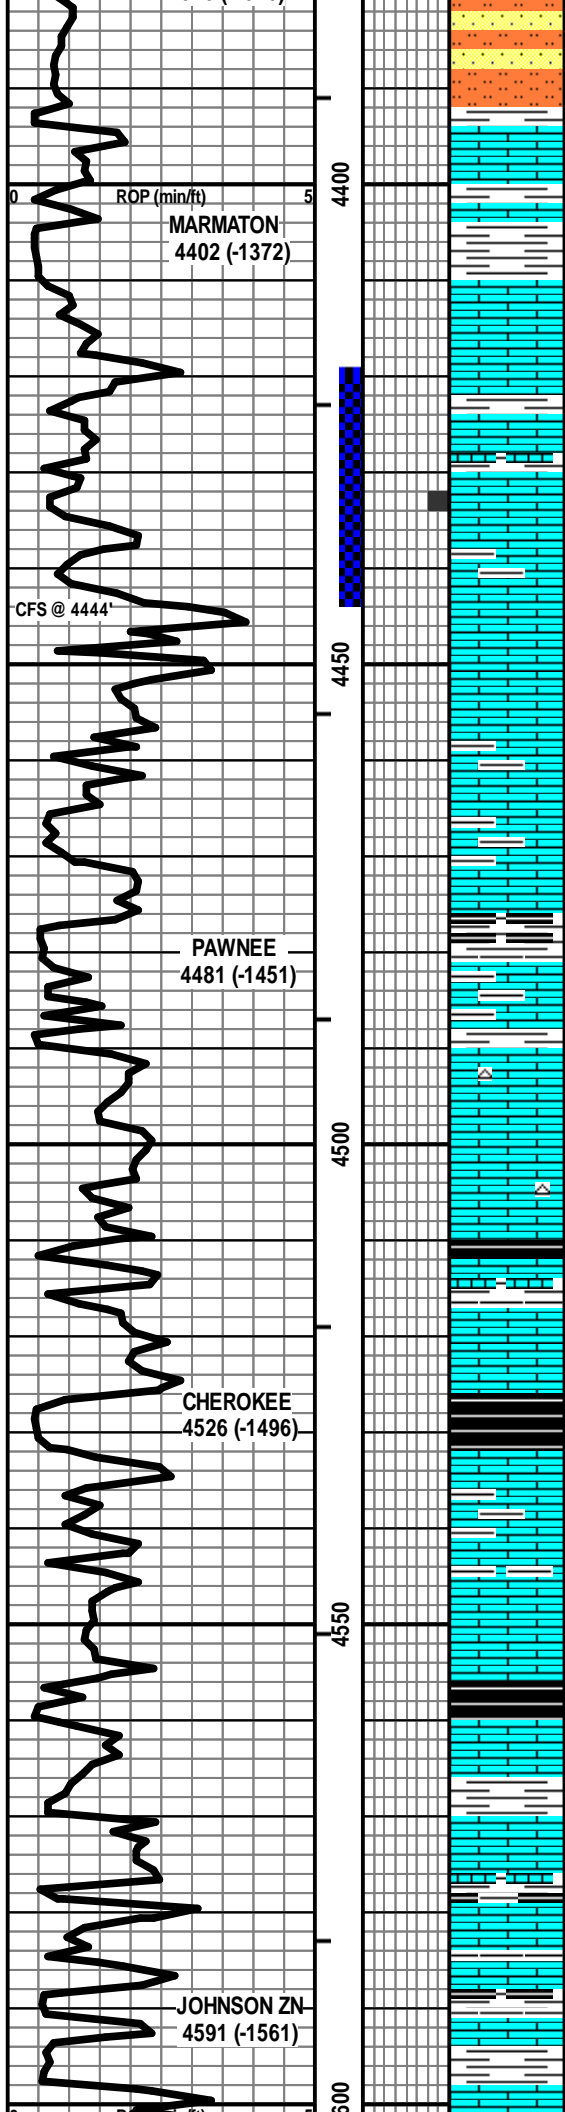 4400
0 ROP (min/ft) 5
MARMATON
4402 (-1372)
CFS @ 4444'
4450
PAWNEE
4481 (-1451)
4500
CHEROKEE
4526 (-1496)
4550
JOHNSON ZN
4591 (-1561)